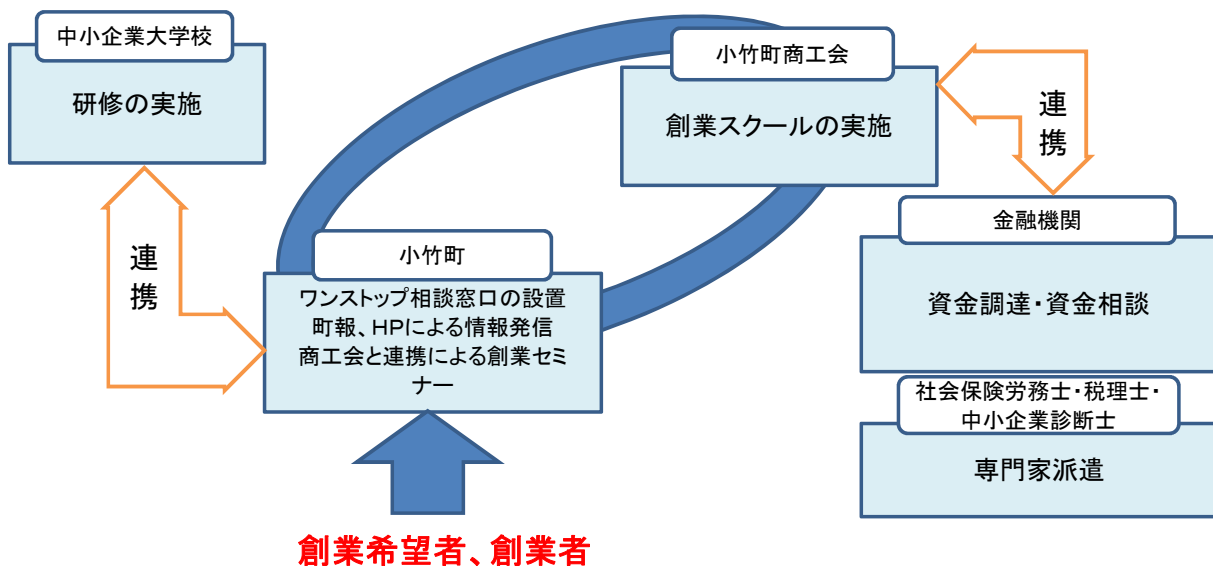 中小企業大学校
研修の実施
連
携
小竹町商工会
創業スクールの実施
連
携
小竹町
ワンストップ相談窓口の設置
町報、HPによる情報発信
商工会と連携による創業セミ
ナー
金融機関
資金調達・資金相談
社会保険労務士・税理士・
中小企業診断士
専門家派遣
創業希望者、創業者